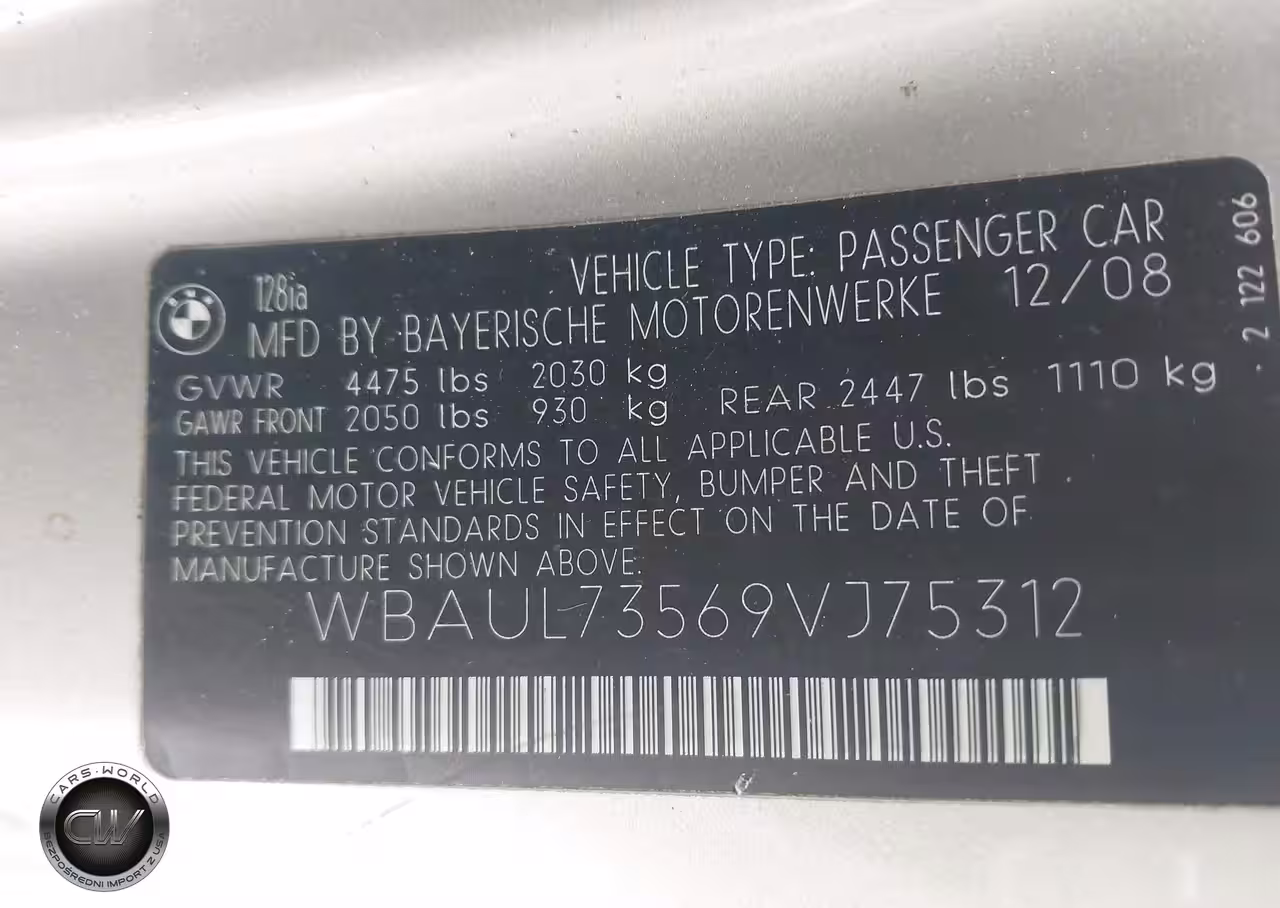 VEHICLE TYPE: PASSENGER CAR
128ia
MFD BY BAYERISCHE MOTORENWERKE 12/08
GVWR 4475 lbs 2030 kg
GAWR FRONT 2050 lbs 930 kg REAR 2447 lbs 1110 kg
THIS VEHICLE CONFORMS TO ALL APPLICABLE U.S.
FEDERAL MOTOR VEHICLE SAFETY, BUMPER AND THEFT
PREVENTION STANDARDS IN EFFECT ON THE DATE OF
MANUFACTURE SHOWN ABOVE.
WBAUL73569VJ75312
2 122 606
CARS·WORLD
CW
BEZPOŚREDNI IMPORT Z USA